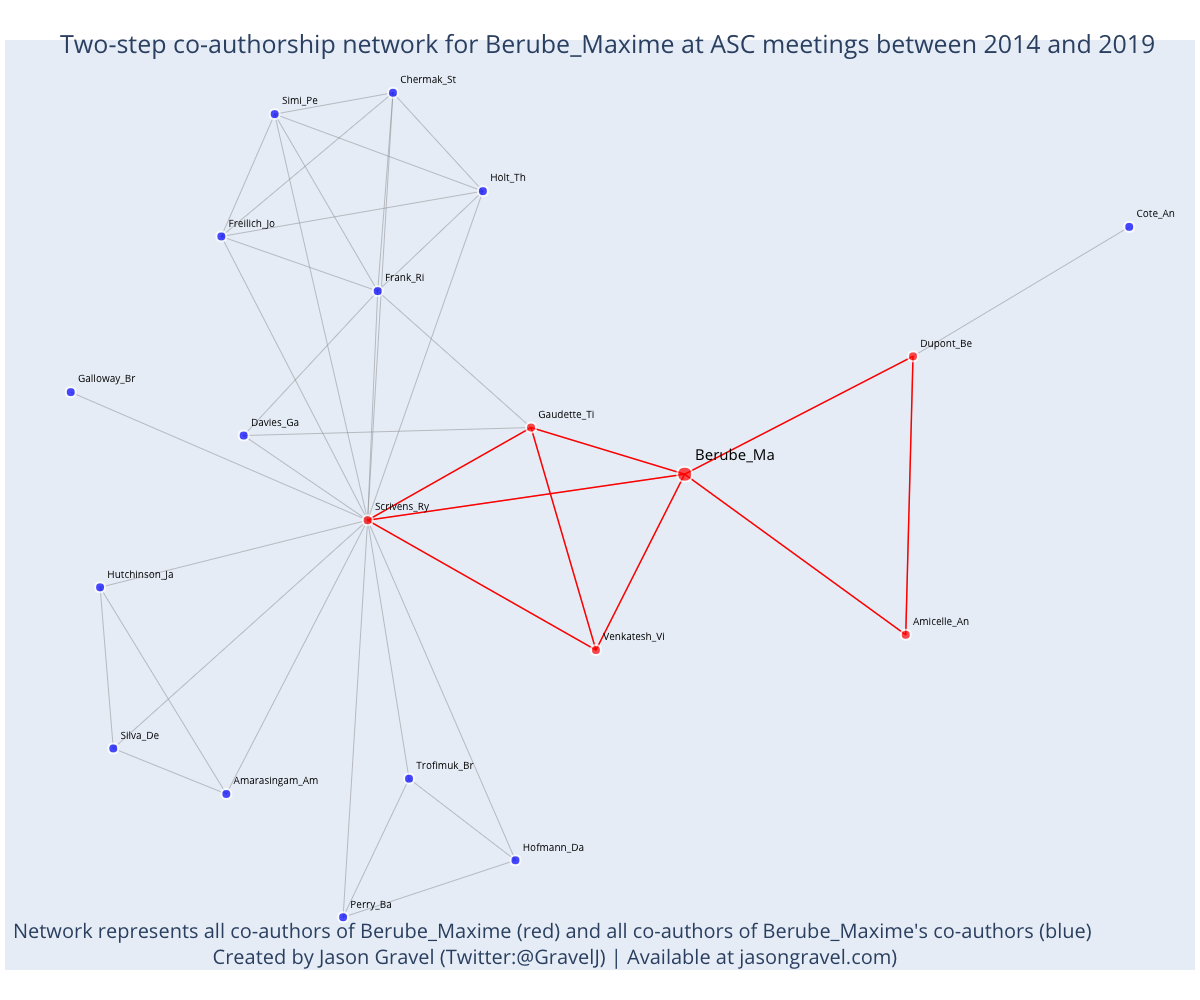 Two-step co-authorship network for Berube_Maxime at ASC meetings between 2014 and 2019
Chermak_St
Simi_Pe
Holt_Th
Cote_An
Freilich_Jo
Frank_Ri
Dupont_Be
Galloway_Br
Gaudette_Ti
Davies_Ga
Berube_Ma
Scrivens_Ry
Hutchinson_Ja
Amicelle_An
Venkatesh_Vi
Silva_De
Trofimuk_Br
Amarasingam_Am
Hofmann_Da
Perry_Ba
Network represents all co-authors of Berube_Maxime (red) and all co-authors of Berube_Maxime's co-authors (blue)
Created by Jason Gravel (Twitter:@GravelJ) | Available at jasongravel.com)